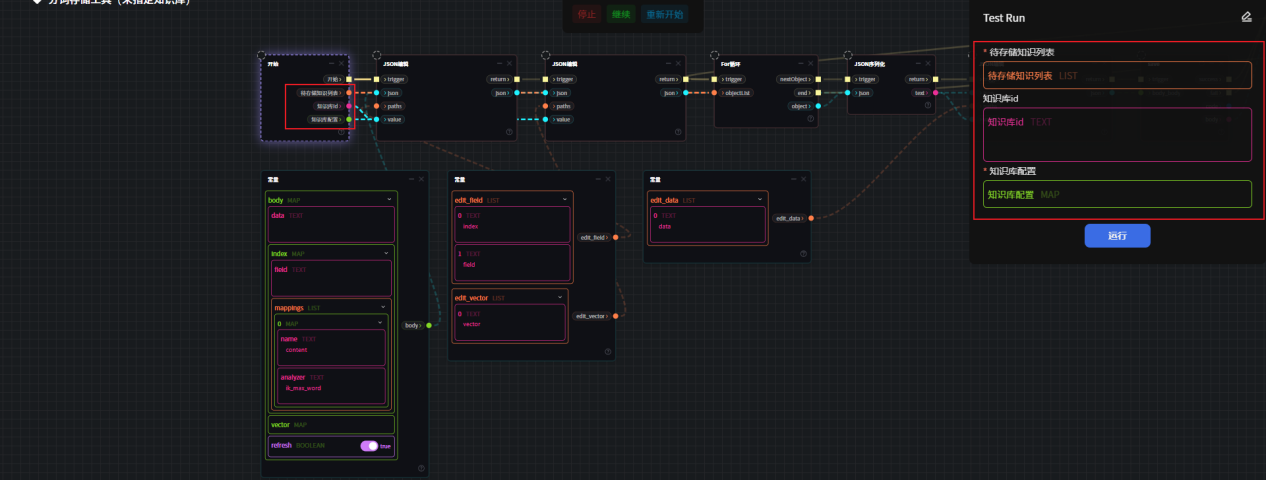 分词存储工具（未指定知识库）
停止 继续 重新开始
Test Run
* 待存储知识列表
待存储知识列表 LIST
知识库id
知识库id TEXT
* 知识库配置
知识库配置 MAP
运行
开始
开始
待存储知识列表
知识库id
知识库配置
JSON编辑
trigger
json
paths
value
return
json
JSON编辑
trigger
json
paths
value
return
json
For循环
trigger
objectList
nextObject
end
object
JSON序列化
trigger
json
return
text
常量
body MAP
data TEXT
index MAP
field TEXT
mappings LIST
0 MAP
name TEXT
content
analyzer TEXT
ik_max_word
vector MAP
refresh BOOLEAN true
body
常量
edit_field LIST
0 TEXT
index
1 TEXT
field
edit_vector LIST
0 TEXT
vector
edit_field
edit_vector
常量
edit_data LIST
0 TEXT
data
edit_data